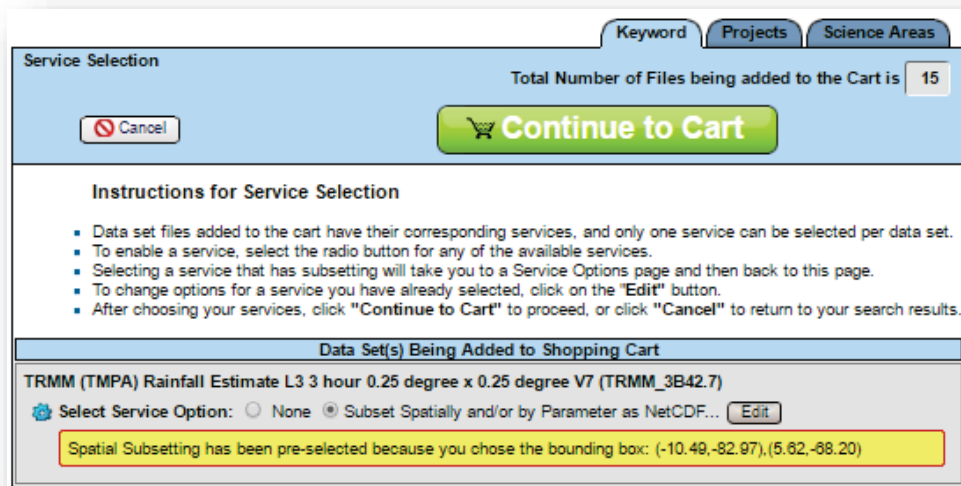 Keyword Projects Science Areas
Service Selection
Total Number of Files being added to the Cart is 15
Cancel
Continue to Cart
Instructions for Service Selection
Data set files added to the cart have their corresponding services, and only one service can be selected per data set.
To enable a service, select the radio button for any of the available services.
Selecting a service that has subsetting will take you to a Service Options page and then back to this page.
To change options for a service you have already selected, click on the "Edit" button.
After choosing your services, click "Continue to Cart" to proceed, or click "Cancel" to return to your search results.
Data Set(s) Being Added to Shopping Cart
TRMM (TMPA) Rainfall Estimate L3 3 hour 0.25 degree x 0.25 degree V7 (TRMM_3B42.7)
Select Service Option: None Subset Spatially and/or by Parameter as NetCDF... Edit
Spatial Subsetting has been pre-selected because you chose the bounding box: (-10.49,-82.97),(5.62,-68.20)